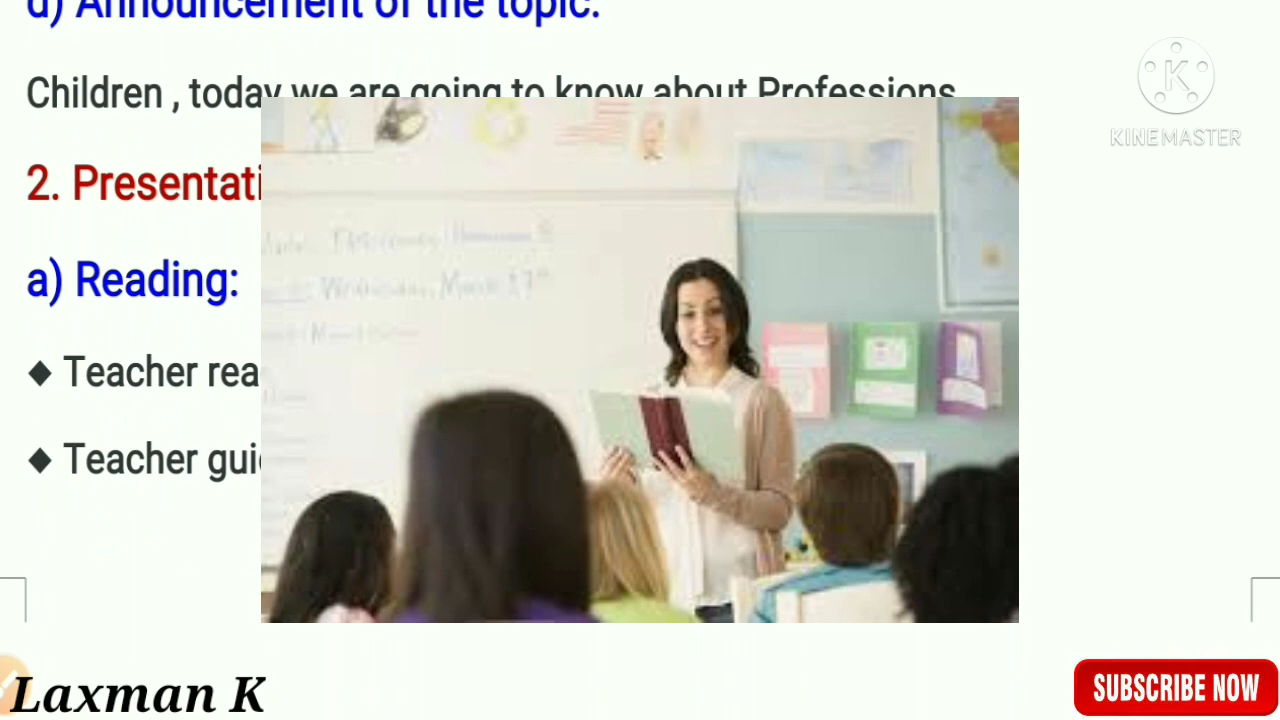 d) Announcement of the topic:
Children , today we are going to know about Professions
KINEMASTER
2. Presentati
a) Reading:
Teacher rea
Teacher gui
Laxman K
SUBSCRIBE NOW